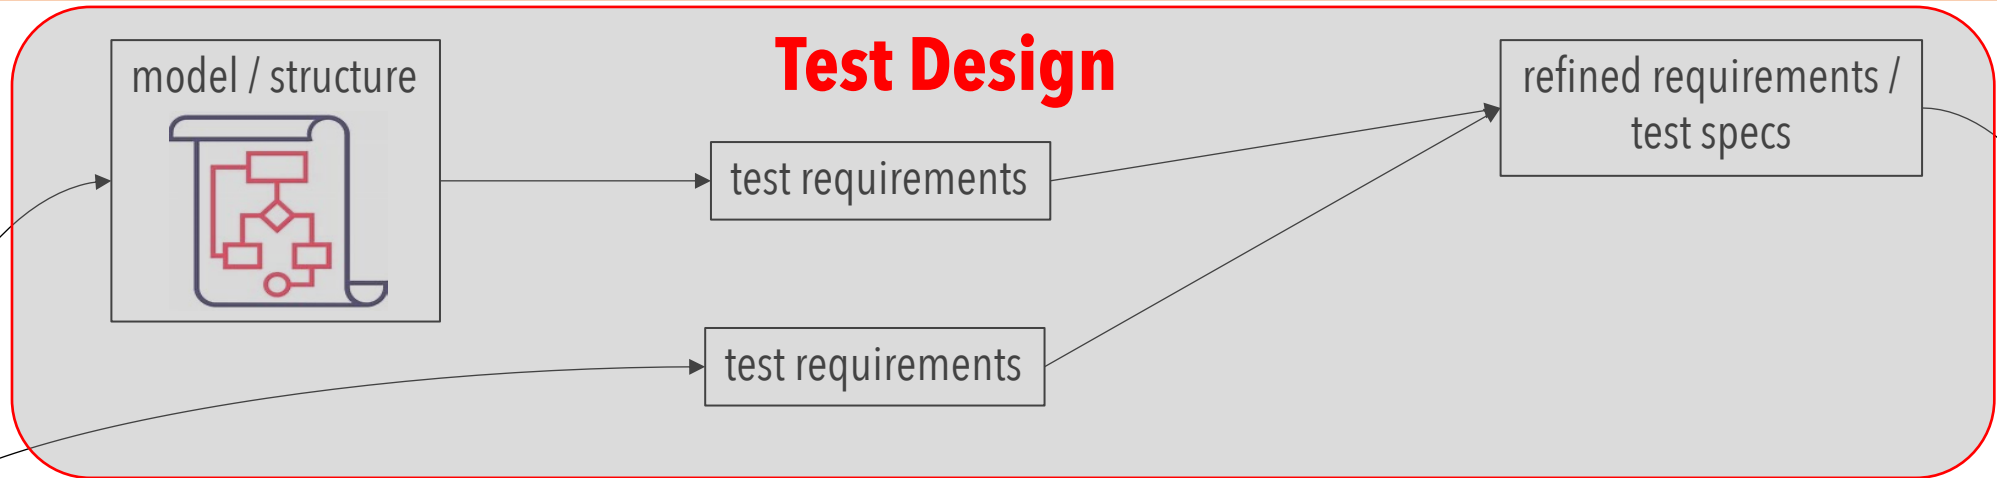 Test Design
model / structure
test requirements
test requirements
refined requirements /
test specs